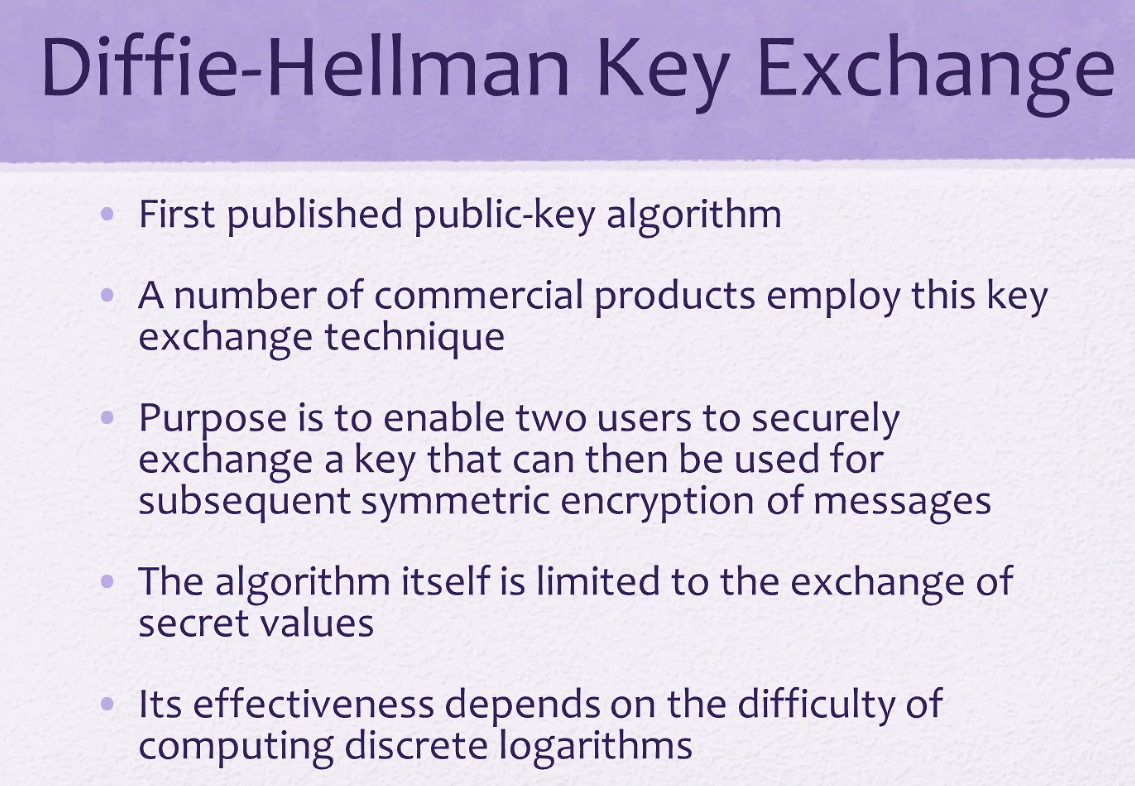 Diffie-Hellman Key Exchange
• First published public-key algorithm
• A number of commercial products employ this key
exchange technique
• Purpose is to enable two users to securely
exchange a key that can then be used for
subsequent symmetric encryption of messages
• The algorithm itself is limited to the exchange of
secret values
• Its effectiveness depends on the difficulty of
computing discrete logarithms